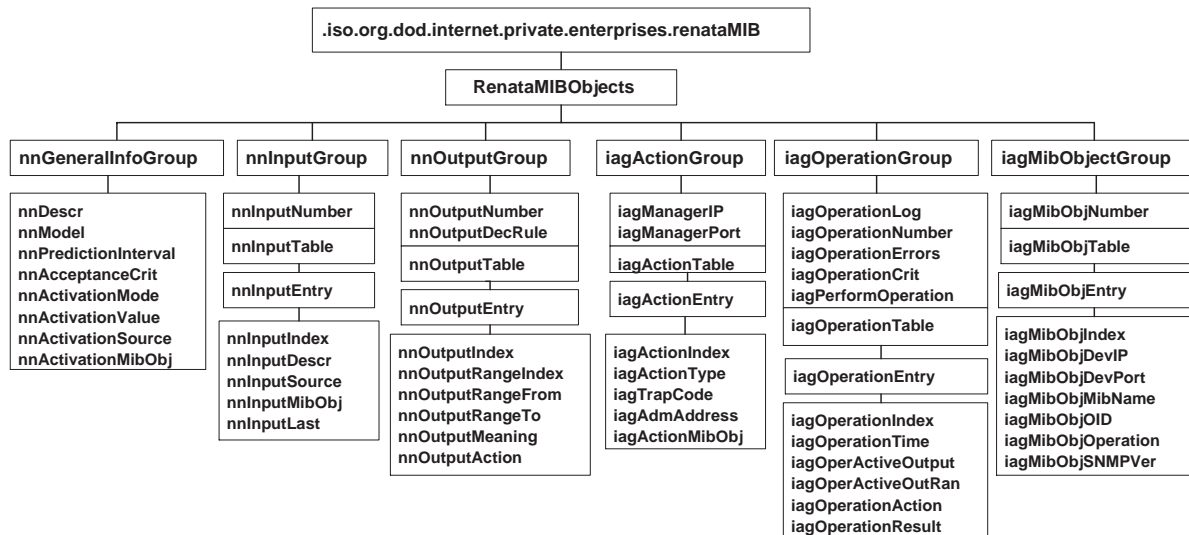 .iso.org.dod.internet.private.enterprises.renataMIB
RenataMIBObjects
nnGeneralInfoGroup
nnDescr
nnModel
nnPredictionInterval
nnAcceptanceCrit
nnActivationMode
nnActivationValue
nnActivationSource
nnActivationMibObj
nnInputGroup
nnInputNumber
nnInputTable
nnInputEntry
nnInputIndex
nnInputDescr
nnInputSource
nnInputMibObj
nnInputLast
nnOutputGroup
nnOutputNumber
nnOutputDecRule
nnOutputTable
nnOutputEntry
nnOutputIndex
nnOutputRangeIndex
nnOutputRangeFrom
nnOutputRangeTo
nnOutputMeaning
nnOutputAction
iagActionGroup
iagManagerIP
iagManagerPort
iagActionTable
iagActionEntry
iagActionIndex
iagActionType
iagTrapCode
iagAdmAddress
iagActionMibObj
iagOperationGroup
iagOperationLog
iagOperationNumber
iagOperationErrors
iagOperationCrit
iagPerformOperation
iagOperationTable
iagOperationEntry
iagOperationIndex
iagOperationTime
iagOperActiveOutput
iagOperActiveOutRan
iagOperationAction
iagOperationResult
iagMibObjectGroup
iagMibObjNumber
iagMibObjTable
iagMibObjEntry
iagMibObjIndex
iagMibObjDevIP
iagMibObjDevPort
iagMibObjMibName
iagMibObjOID
iagMibObjOperation
iagMibObjSNMPVer